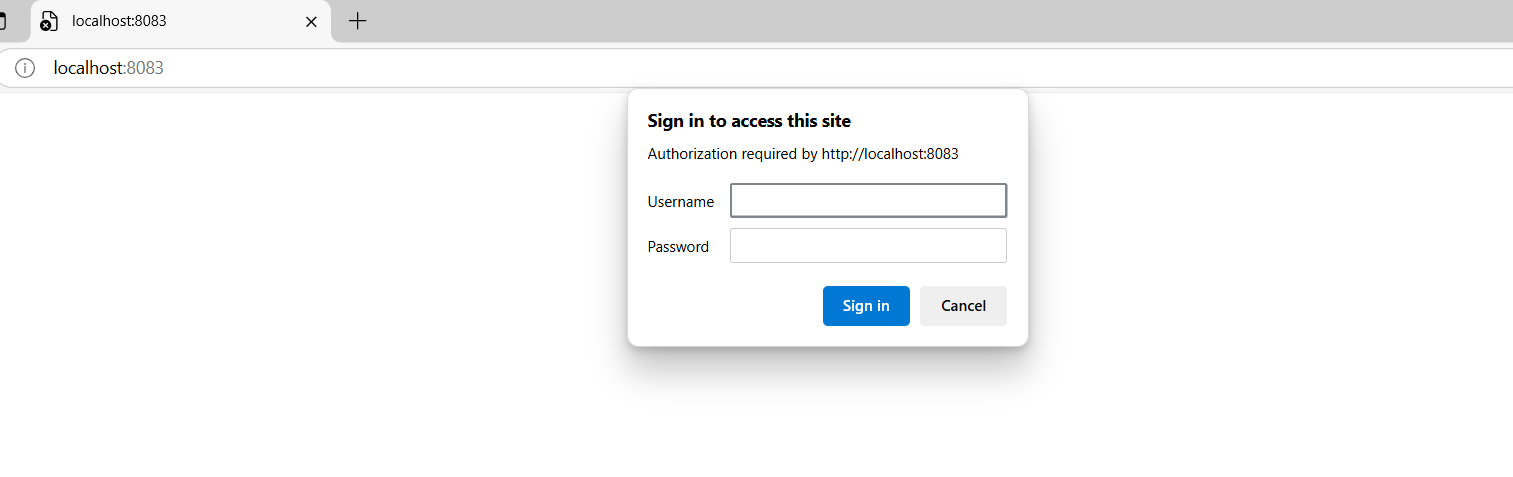 localhost:8083
localhost:8083
Sign in to access this site
Authorization required by http://localhost:8083
Username
Password
Sign in Cancel